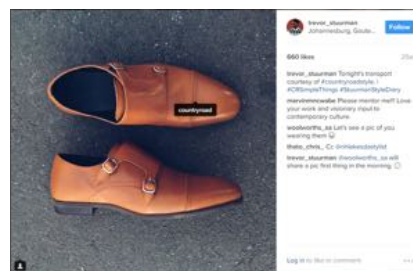 countryroad
trevor_stuurman
Johannesburg, Gaute...
Follow
660 likes
trevor_stuurman Tonight's transport
courtesy of #countryroadstyle. |
#CRSimpleThings #StuurmanStyleDiary
mervinmncwabe Please mentor me!! Love
your work and visionary input to
contemporary culture
woolworths_sa Let's see a pic of you
wearing them
thato_chris_ Cc
trevor_stuurman @woolworths_sa will
share a pic first thing in the morning.
Log in to like or comment.